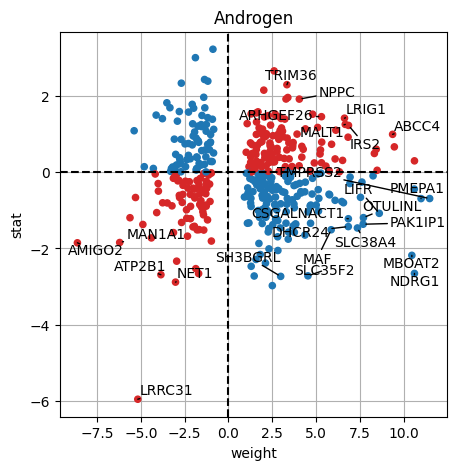 Androgen
TRIM36
NPPC
ARHGEF26
LRIG1
MALT1
ABCC4
IRS2
TMPRSS2
LIFR
PMEPA1
OTULINL
CSGALNACT1
PAK1IP1
MAN1A1
DHCR24
SLC38A4
AMIGO2
SH3BGRL
MAF
ATP2B1
NET1
SLC35F2
MBOAT2
NDRG1
LRRC31
2
0
−2
−4
−6
stat
−7.5
−5.0
−2.5
0.0
2.5
5.0
7.5
10.0
weight